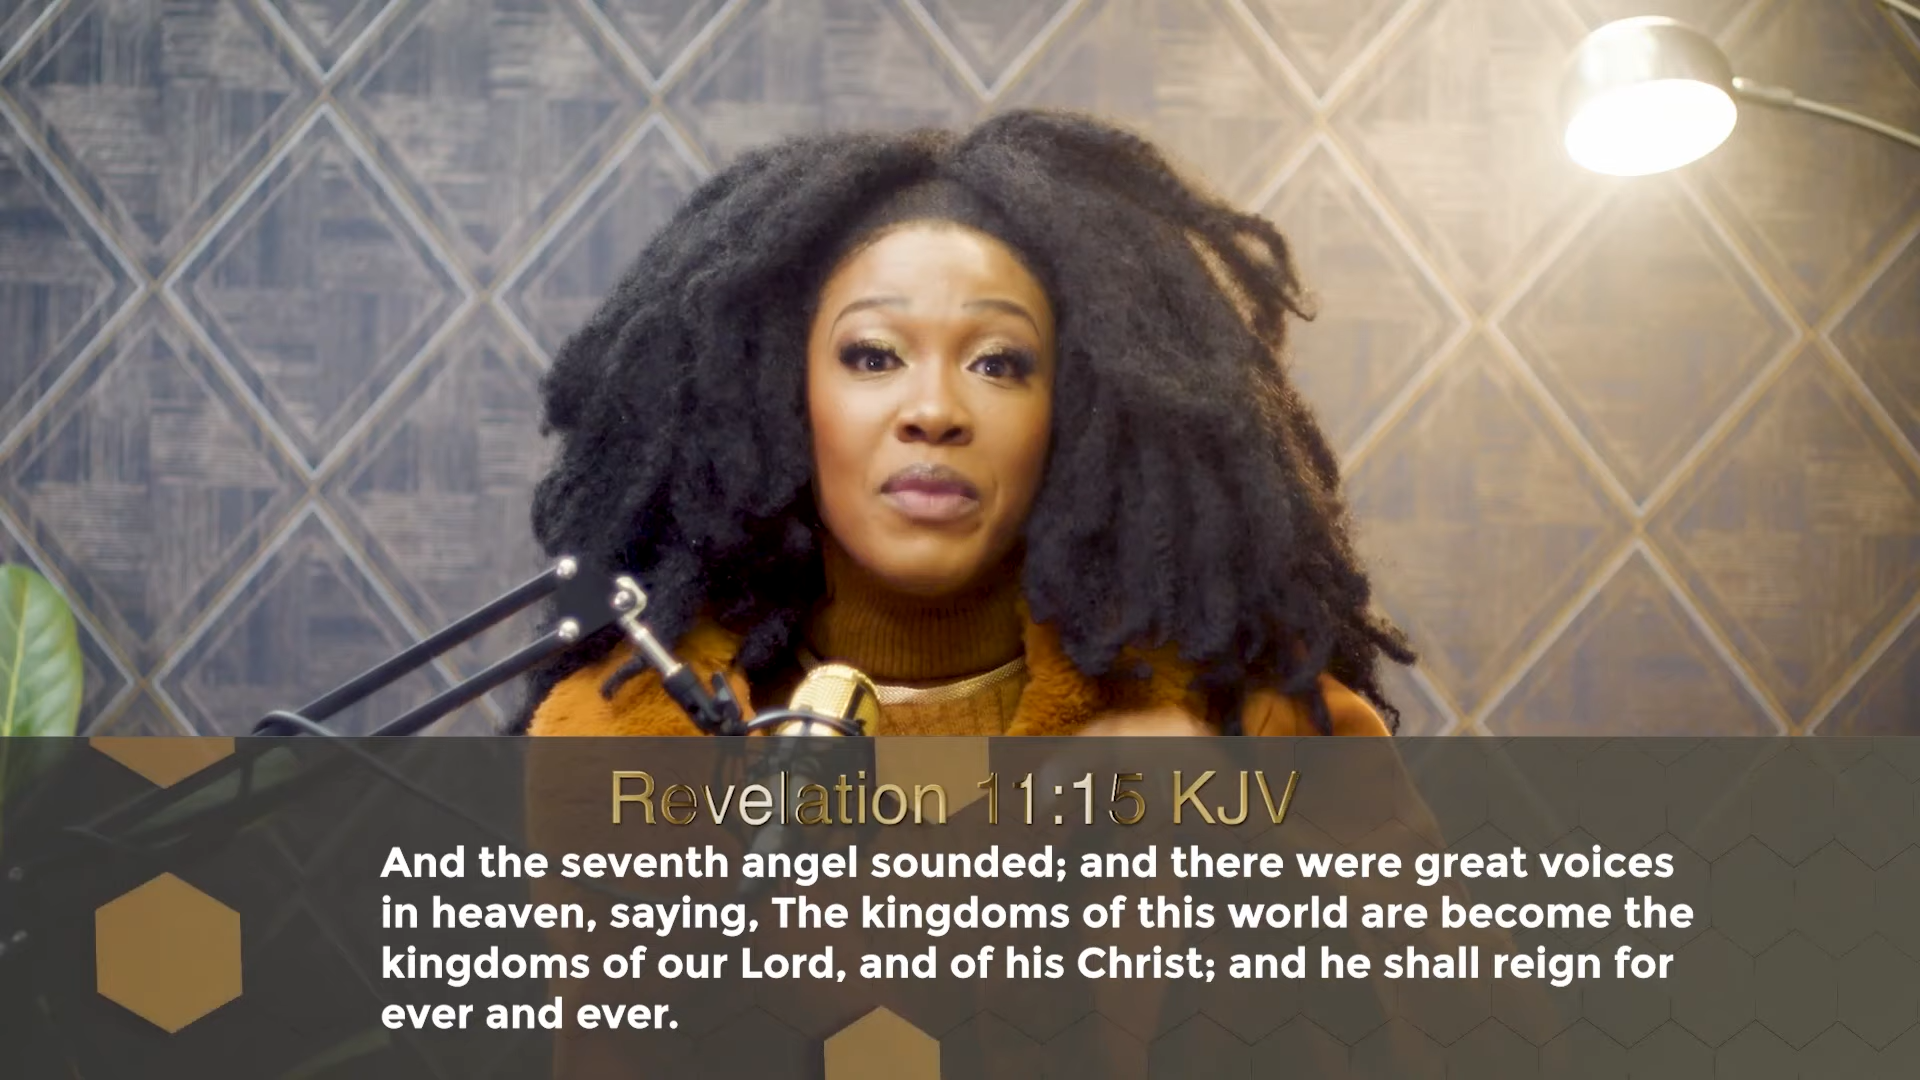 Revelation 11:15 KJV
And the seventh angel sounded; and there were great voices
in heaven, saying, The kingdoms of this world are become the
kingdoms of our Lord, and of his Christ; and he shall reign for
ever and ever.